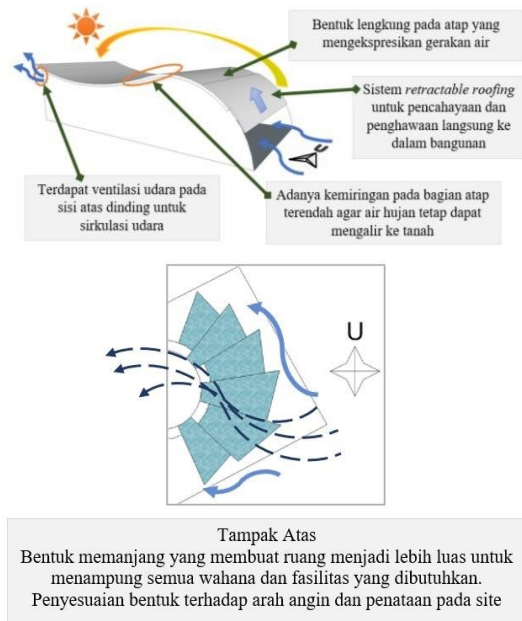 Bentuk lengkung pada atap yang
mengekspresikan gerakan air
Sistem retractable roofing
untuk pencahayaan dan
penghawaan langsung ke
dalam bangunan
U
Terdapat ventilasi udara pada
sisi atas dinding untuk
sirkulasi udara
Adanya kemiringan pada bagian atap
terendah agar air hujan tetap dapat
mengalir ke tanah
U
Tampak Atas
Bentuk memanjang yang membuat ruang menjadi lebih luas untuk
menampung semua wahana dan fasilitas yang dibutuhkan.
Penyesuaian bentuk terhadap arah angin dan penataan pada site